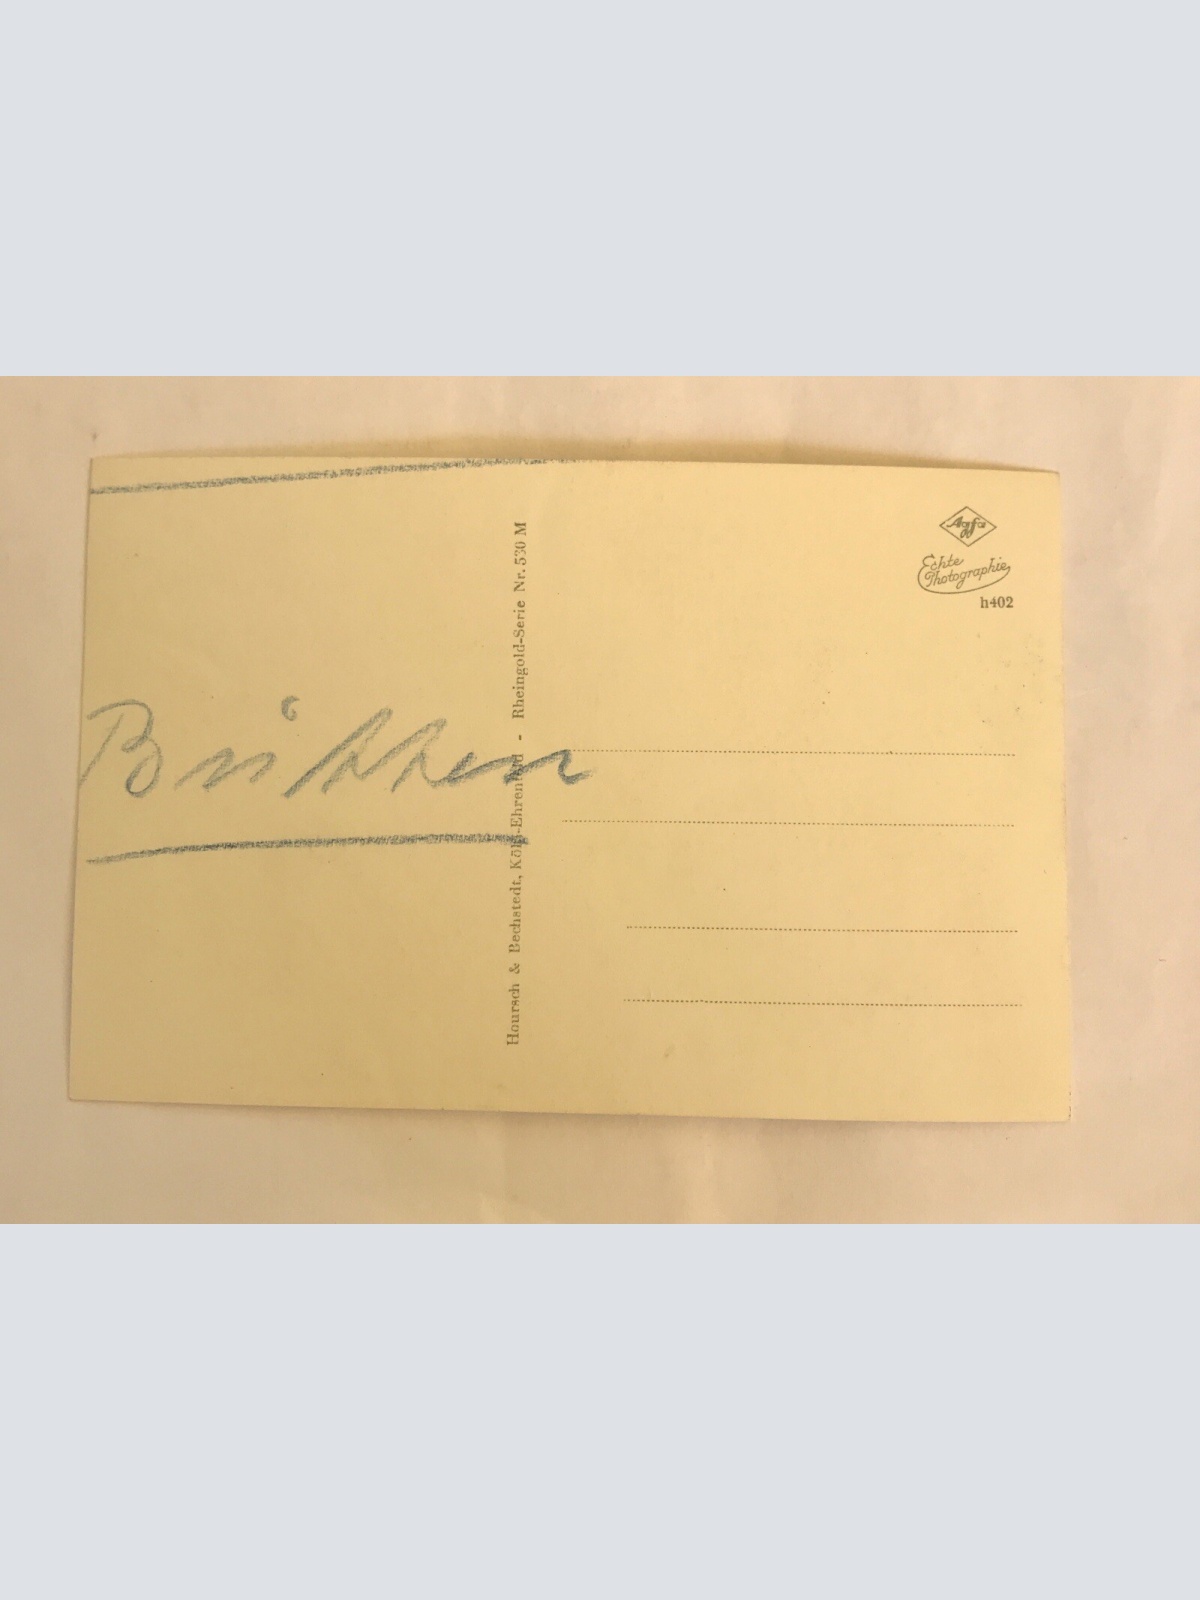 Hoursch & Bechstedt, Köln-Ehrenfeld - Rheingold-Serie Nr. 530 M
Agfa
Echte
Photographie
h402